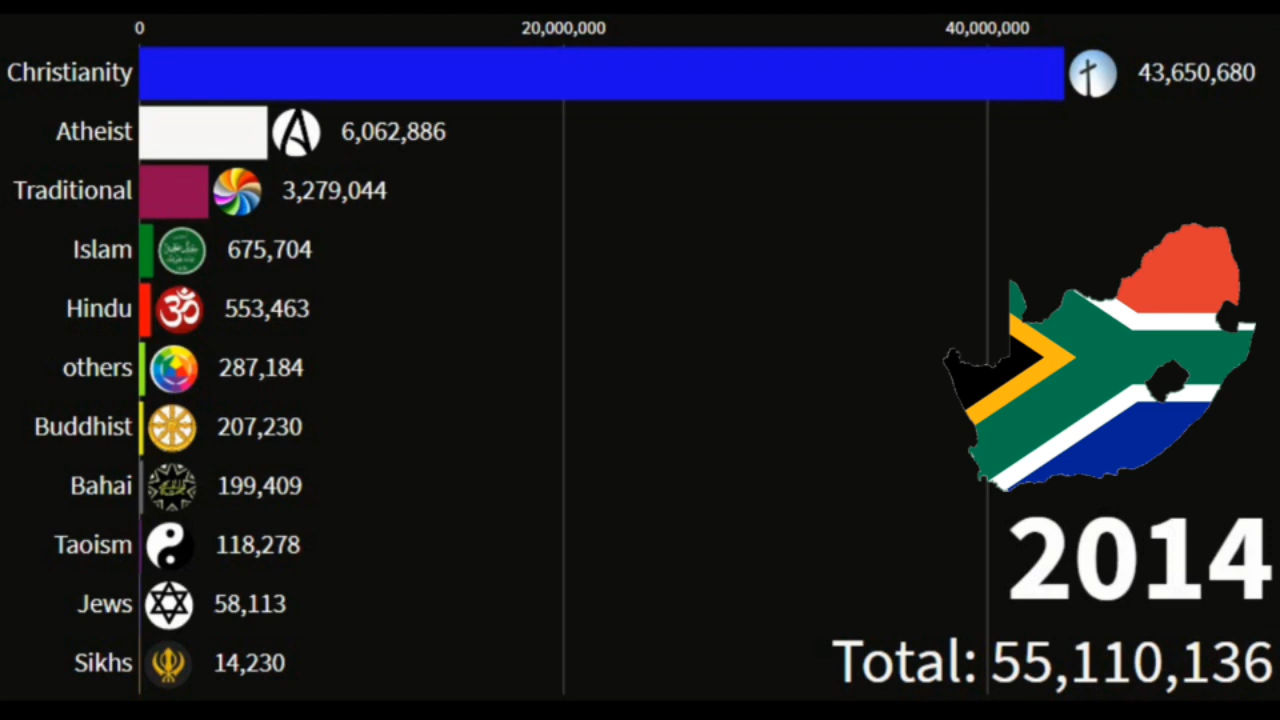 0 20,000,000 40,000,000
Christianity 43,650,680
Atheist 6,062,886
Traditional 3,279,044
Islam 675,704
Hindu 553,463
others 287,184
Buddhist 207,230
Bahai 199,409
Taoism 118,278
Jews 58,113
Sikhs 14,230
2014
Total: 55,110,136